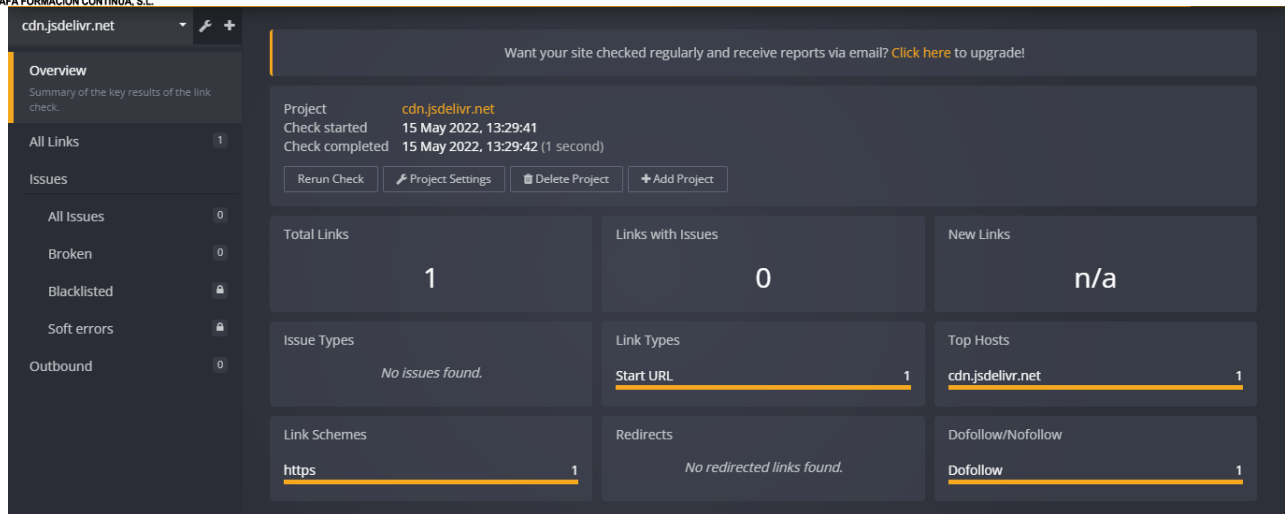 AFA FORMACIÓN CONTINUA, S.L.
cdn.jsdelivr.net
Overview
Summary of the key results of the link
check.
All Links 1
Issues
All Issues 0
Broken 0
Blacklisted
Soft errors
Outbound 0
Want your site checked regularly and receive reports via email? Click here to upgrade!
Project cdn.jsdelivr.net
Check started 15 May 2022, 13:29:41
Check completed 15 May 2022, 13:29:42 (1 second)
Rerun Check Project Settings Delete Project Add Project
Total Links
1
Links with Issues
0
New Links
n/a
Issue Types
No issues found.
Link Types
Start URL 1
Top Hosts
cdn.jsdelivr.net 1
Link Schemes
https 1
Redirects
No redirected links found.
Dofollow/Nofollow
Dofollow 1